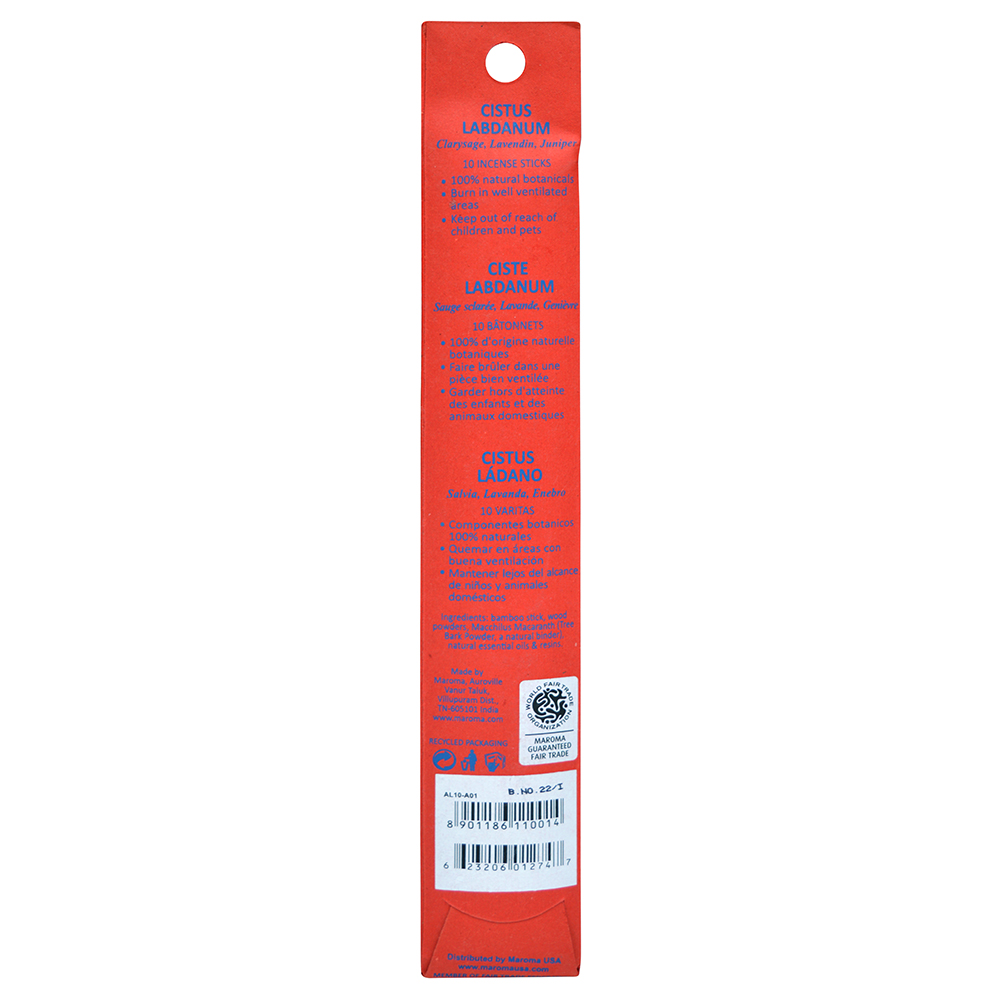 CISTUS
LABDANUM
Clarysage, Lavendin, Juniper
10 INCENSE STICKS
• 100% natural botanicals
• Burn in well ventilated
areas
• Keep out of reach of
children and pets
CISTE
LABDANUM
Sauge sclarée, Lavande, Genièvre
10 BÂTONNETS
• 100% d'origine naturelle
botaniques
• Faire brûler dans une
pièce bien ventilée
• Garder hors d'atteinte
des enfants et des
animaux domestiques
CISTUS
LÁDANO
Salvia, Lavanda, Enebro
10 VARITAS
• Componentes botanicos
100% naturales
• Quemar en áreas con
buena ventilación
• Mantener lejos del alcance
de niños y animales
domésticos
Ingredients: bamboo stick, wood
powders, Macchilus Macaranth (Tree
Bark Powder, a natural binder)
natural essential oils & resins.
Made by
Maroma, Auroville
Vanur Taluk,
Villupuram Dist.,
TN-605101 India
www.maroma.com
WORLD FAIR TRADE
ORGANIZATION
MAROMA
GUARANTEED
FAIR TRADE
RECYCLED PACKAGING
AL10-A01 B.NO.22/I
8 901186 110014
6 23206 01274 7
Distributed by Maroma USA
www.maromausa.com